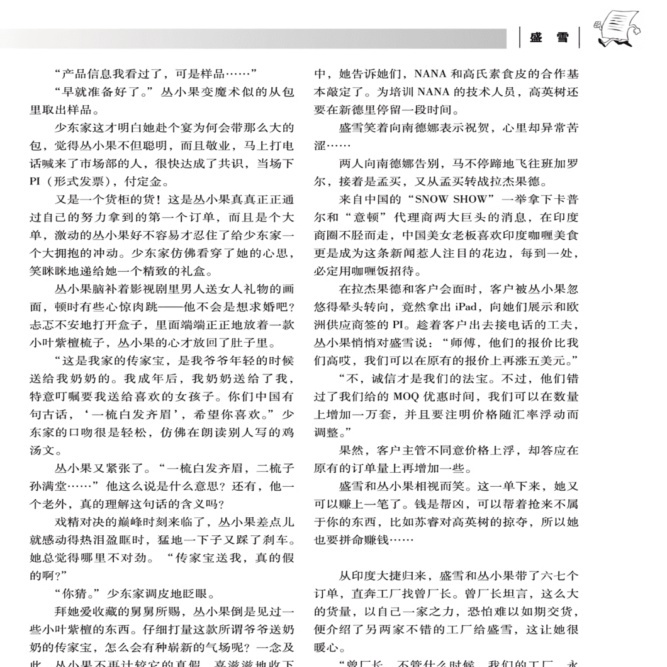 盛 雪
“产品信息我看过了，可是样品……”
“早就准备好了。”丛小果变魔术似的从包
里取出样品。
少东家这才明白她赴个宴为何会带那么大的
包，觉得丛小果不但聪明，而且敬业，马上打电
话喊来了市场部的人，很快达成了共识，当场下
PI（形式发票），付定金。
又是一个货柜的货！这是丛小果真真正正通
过自己的努力拿到的第一个订单，而且是个大
单，激动的丛小果好不容易才忍住了给少东家一
个大拥抱的冲动。少东家仿佛看穿了她的心思，
笑眯眯地递给她一个精致的礼盒。
丛小果脑补着影视剧里男人送女人礼物的画
面，顿时有些心惊肉跳——他不会是想求婚吧？
忐忑不安地打开盒子，里面端端正正地放着一款
小叶紫檀梳子，丛小果的心才放回了肚子里。
“这是我家的传家宝，是我爷爷年轻的时候
送给我奶奶的。我成年后，我奶奶送给了我，
特意叮嘱要我送给喜欢的女孩子。你们中国有
句古话，‘一梳白发齐眉’，希望你喜欢。”少
东家的口吻很是轻松，仿佛在朗读别人写的鸡
汤文。
丛小果又紧张了。“一梳白发齐眉，二梳子
孙满堂……”他这么说是什么意思？还有，他一
个老外，真的理解这句话的含义吗？
戏精对决的巅峰时刻来临了，丛小果差点儿
就感动得热泪盈眶时，猛地一下子又踩了刹车。
她总觉得哪里不对劲。“传家宝送我，真的假
的啊？”
“你猜。”少东家调皮地眨眼。
拜她爱收藏的舅舅所赐，丛小果倒是见过一
些小叶紫檀的东西。仔细打量这款所谓爷爷送奶
奶的传家宝，怎么会有种崭新的气场呢？一念及
此，丛小果不再计较它的真假，喜滋滋地收下
中，她告诉她们，NANA 和高氏素食皮的合作基
本敲定了。为培训 NANA 的技术人员，高英树还
要在新德里停留一段时间。
盛雪笑着向南德娜表示祝贺，心里却异常苦
涩……
两人向南德娜告别，马不停蹄地飞往班加罗
尔，接着是孟买，又从孟买转战拉杰果德。
来自中国的“SNOW SHOW”一举拿下卡普
尔和“意顿”代理商两大巨头的消息，在印度
商圈不胫而走，中国美女老板喜欢印度咖喱美食
更是成为这条新闻惹人注目的花边，每到一处，
必定用咖喱饭招待。
在拉杰果德和客户会面时，客户被丛小果忽
悠得晕头转向，竟然拿出 iPad，向她们展示和欧
洲供应商签的 PI。趁着客户出去接电话的工夫，
丛小果悄悄对盛雪说：“师傅，他们的报价比我
们高哎，我们可以在原有的报价上再涨五美元。”
“不，诚信才是我们的法宝。不过，他们错
过了我们给的 MOQ 优惠时间，我们可以在数量
上增加一万套，并且要注明价格随汇率浮动而
调整。”
果然，客户主管不同意价格上浮，却答应在
原有的订单量上再增加一些。
盛雪和丛小果相视而笑。这一单下来，她又
可以赚上一笔了。钱是帮凶，可以帮着抢来不属
于你的东西，比如苏睿对高英树的掠夺，所以她
也要拼命赚钱……
从印度大捷归来，盛雪和丛小果带了六七个
订单，直奔工厂找曾厂长。曾厂长坦言，这么大
的货量，以自己一家之力，恐怕难以如期交货，
便介绍了另两家不错的工厂给盛雪，这让她很
暖心。
“曾厂长，不管什么时候，我们的工厂，永